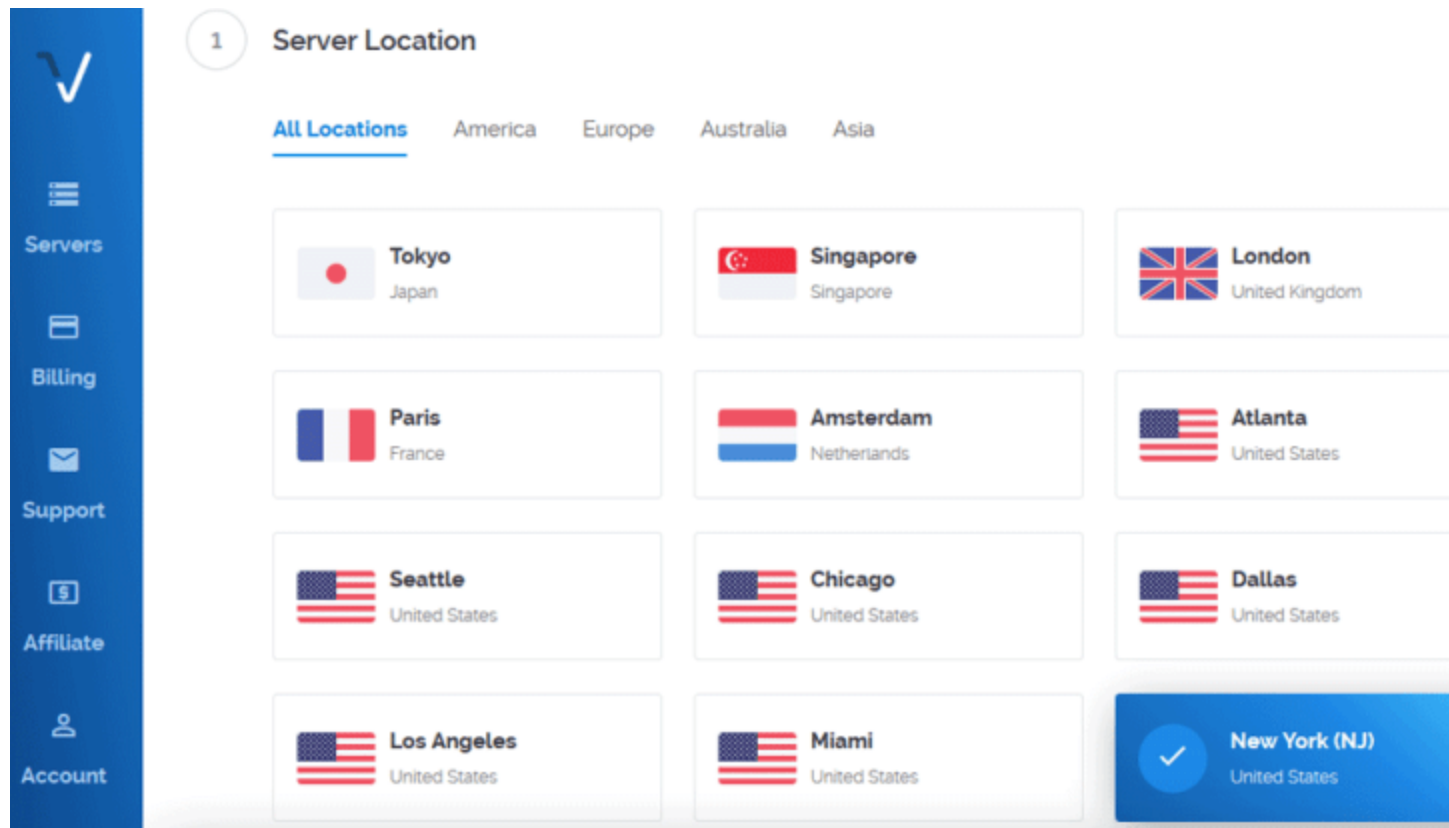 1 Server Location
All Locations America Europe Australia Asia
Servers
Billing
Support
Affiliate
Account
Tokyo
Japan
Singapore
Singapore
London
United Kingdom
Paris
France
Amsterdam
Netherlands
Atlanta
United States
Seattle
United States
Chicago
United States
Dallas
United States
Los Angeles
United States
Miami
United States
New York (NJ)
United States